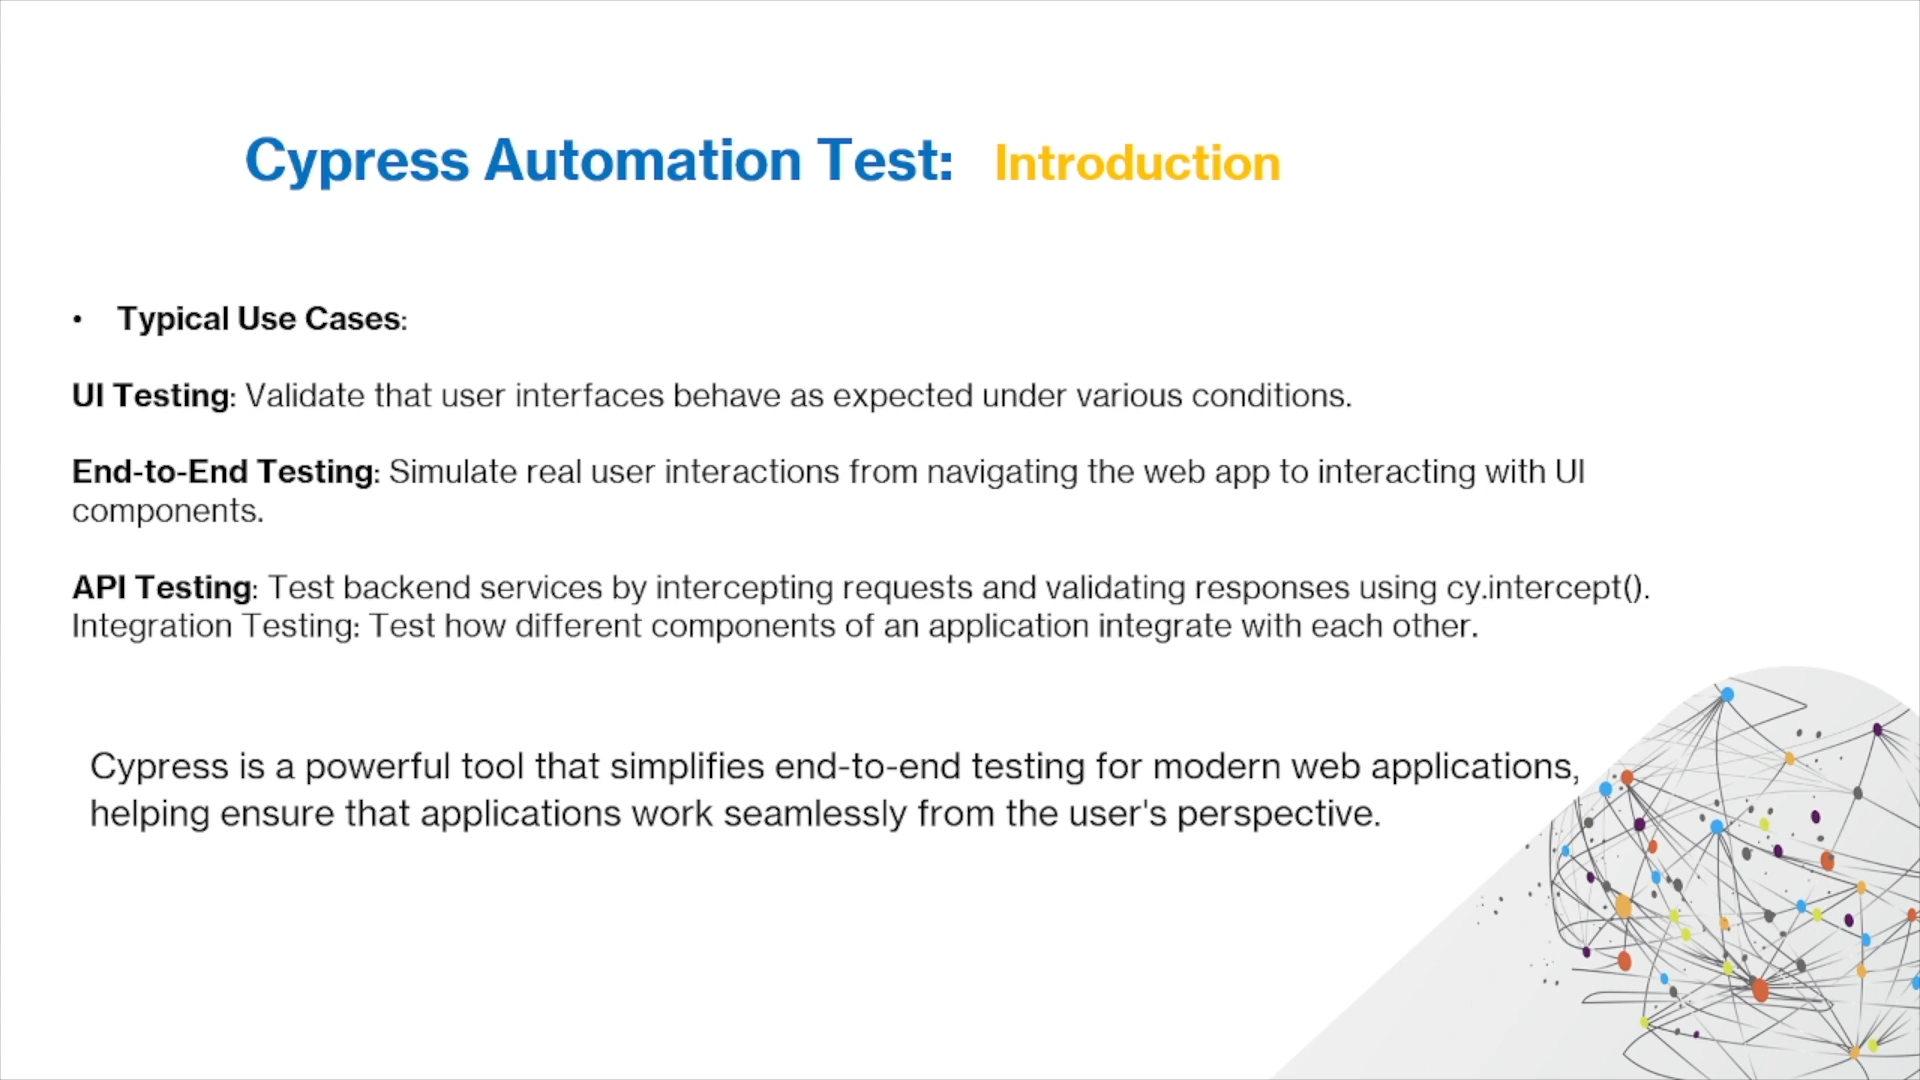 Cypress Automation Test: Introduction
• Typical Use Cases:
UI Testing: Validate that user interfaces behave as expected under various conditions.
End-to-End Testing: Simulate real user interactions from navigating the web app to interacting with UI
components.
API Testing: Test backend services by intercepting requests and validating responses using cy.intercept().
Integration Testing: Test how different components of an application integrate with each other.
Cypress is a powerful tool that simplifies end-to-end testing for modern web applications,
helping ensure that applications work seamlessly from the user's perspective.